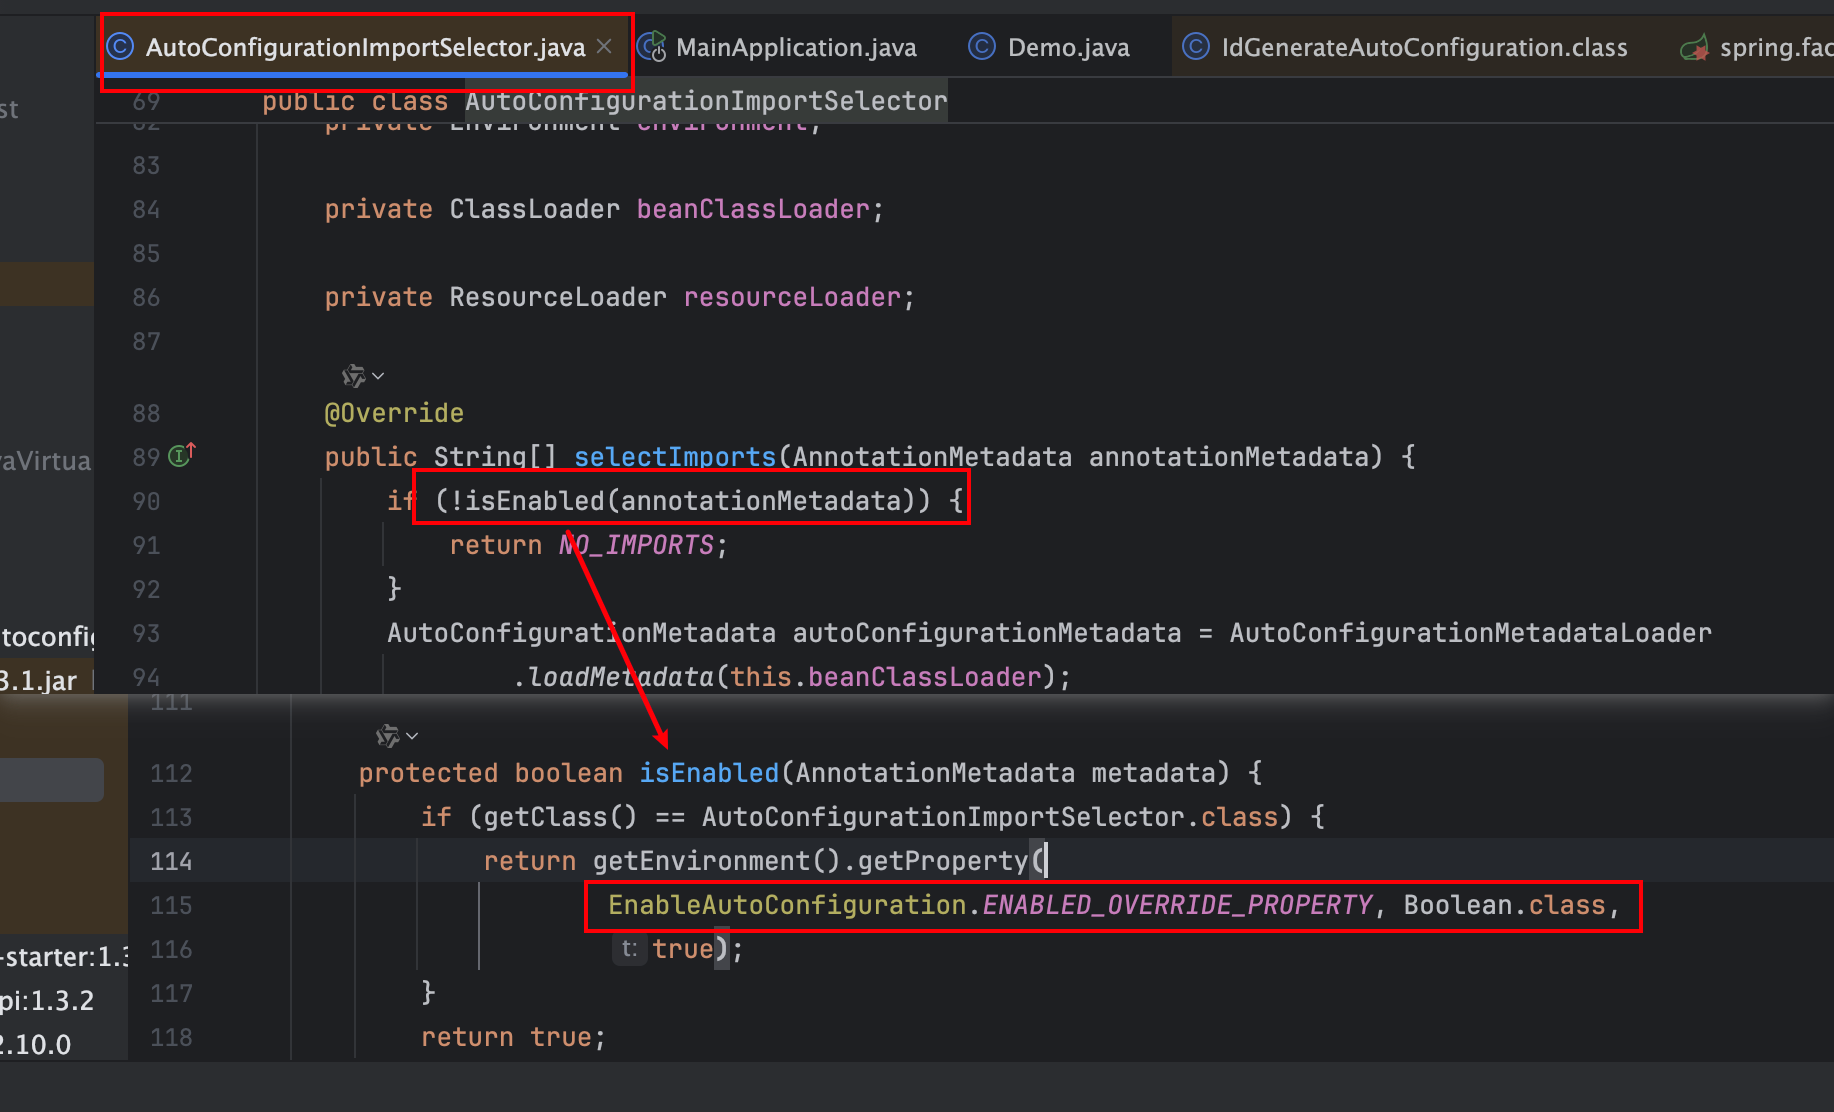 AutoConfigurationImportSelector.java MainApplication.java Demo.java IdGenerateAutoConfiguration.class spring.fac
69 public class AutoConfigurationImportSelector
82 private Environment environment;
st
83
84 private ClassLoader beanClassLoader;
85
86 private ResourceLoader resourceLoader;
87
88 @Override
89 public String[] selectImports(AnnotationMetadata annotationMetadata) {
vaVirtua
90 if (!isEnabled(annotationMetadata)) {
91 return NO_IMPORTS;
92 }
93 AutoConfigurationMetadata autoConfigurationMetadata = AutoConfigurationMetadataLoader
toconfig
94 .loadMetadata(this.beanClassLoader);
3.1.jar
111
112 protected boolean isEnabled(AnnotationMetadata metadata) {
113 if (getClass() == AutoConfigurationImportSelector.class) {
114 return getEnvironment().getProperty(
115 EnableAutoConfiguration.ENABLED_OVERRIDE_PROPERTY, Boolean.class,
116 t: true);
-starter:1.3
117 }
pi:1.3.2
118 return true;
2.10.0